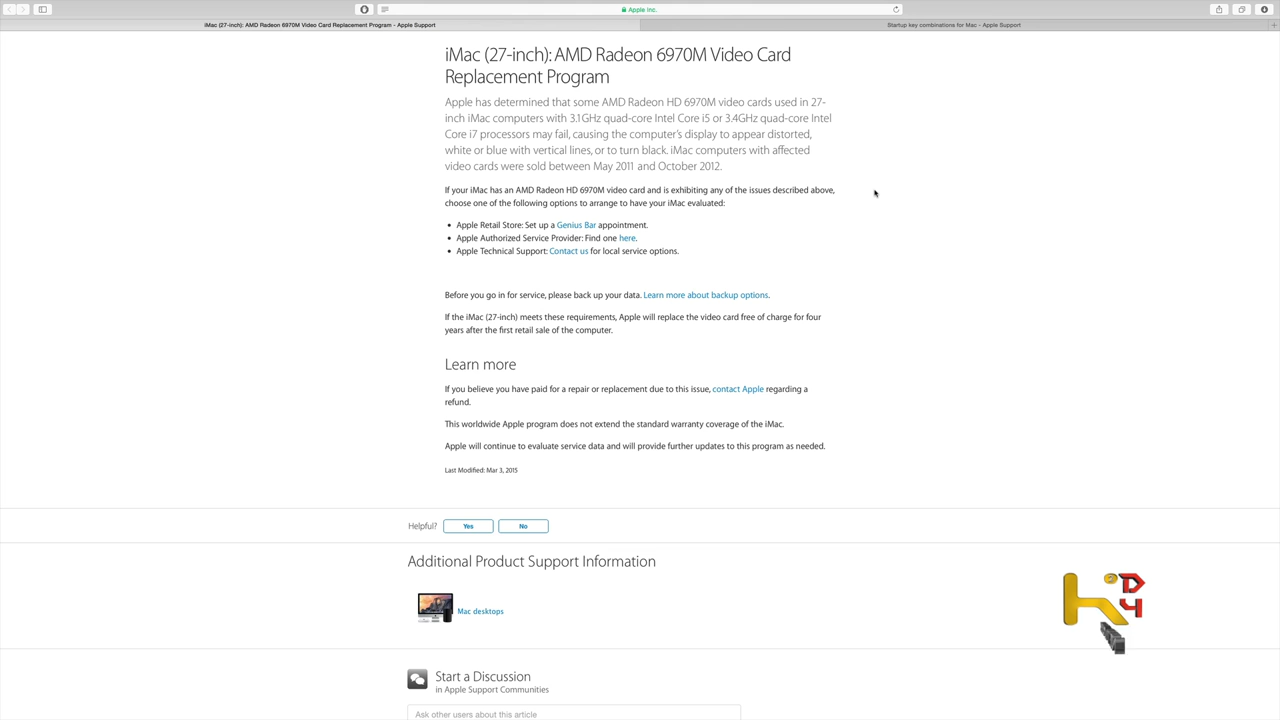 Apple Inc.
iMac (27-inch): AMD Radeon 6970M Video Card Replacement Program - Apple Support
Startup key combinations for Mac - Apple Support
iMac (27-inch): AMD Radeon 6970M Video Card
Replacement Program
Apple has determined that some AMD Radeon HD 6970M video cards used in 27-
inch iMac computers with 3.1GHz quad-core Intel Core i5 or 3.4GHz quad-core Intel
Core i7 processors may fail, causing the computer's display to appear distorted,
white or blue with vertical lines, or to turn black. iMac computers with affected
video cards were sold between May 2011 and October 2012.
If your iMac has an AMD Radeon HD 6970M video card and is exhibiting any of the issues described above,
choose one of the following options to arrange to have your iMac evaluated:
• Apple Retail Store: Set up a Genius Bar appointment.
• Apple Authorized Service Provider: Find one here.
• Apple Technical Support: Contact us for local service options.
Before you go in for service, please back up your data. Learn more about backup options.
If the iMac (27-inch) meets these requirements, Apple will replace the video card free of charge for four
years after the first retail sale of the computer.
Learn more
If you believe you have paid for a repair or replacement due to this issue, contact Apple regarding a
refund.
This worldwide Apple program does not extend the standard warranty coverage of the iMac.
Apple will continue to evaluate service data and will provide further updates to this program as needed.
Last Modified: Mar 3, 2015
Helpful?
Yes
No
Additional Product Support Information
Mac desktops
Start a Discussion
in Apple Support Communities
Ask other users about this article